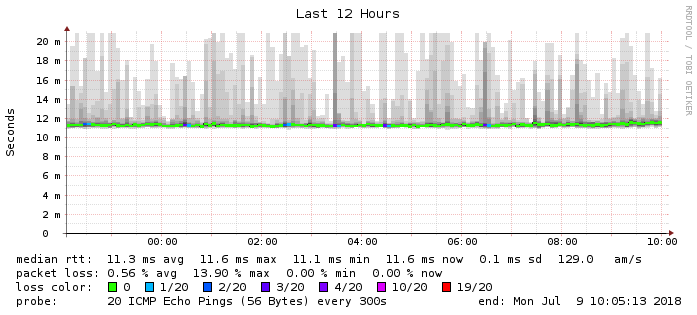 Last 12 Hours
RRDTOOL / TOBI OETIKER
Seconds
20 m
18 m
16 m
14 m
12 m
10 m
8 m
6 m
4 m
2 m
0
00:00 02:00 04:00 06:00 08:00 10:00
median rtt: 11.3 ms avg 11.6 ms max 11.1 ms min 11.6 ms now 0.1 ms sd 129.0 am/s
packet loss: 0.56 % avg 13.90 % max 0.00 % min 0.00 % now
loss color: 0 1/20 2/20 3/20 4/20 10/20 19/20
probe: 20 ICMP Echo Pings (56 Bytes) every 300s end: Mon Jul 9 10:05:13 2018